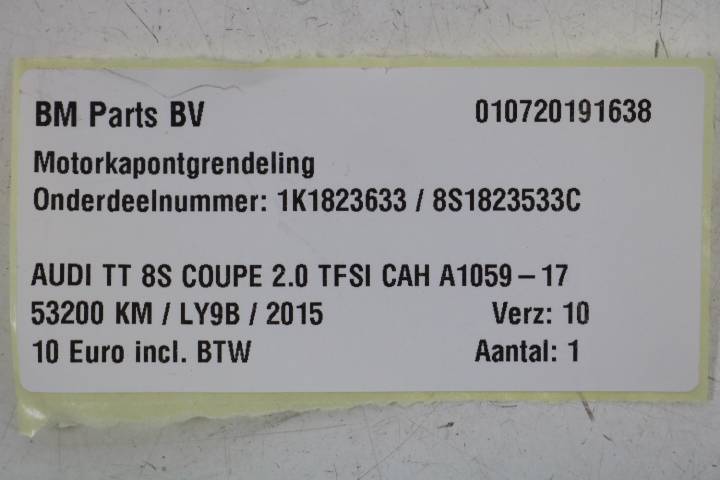 BM Parts BV 010720191638
Motorkapontgrendeling
Onderdeelnummer: 1K1823633 / 8S1823533C
AUDI TT 8S COUPE 2.0 TFSI CAH A1059-17
53200 KM / LY9B / 2015 Verz: 10
10 Euro incl. BTW Aantal: 1